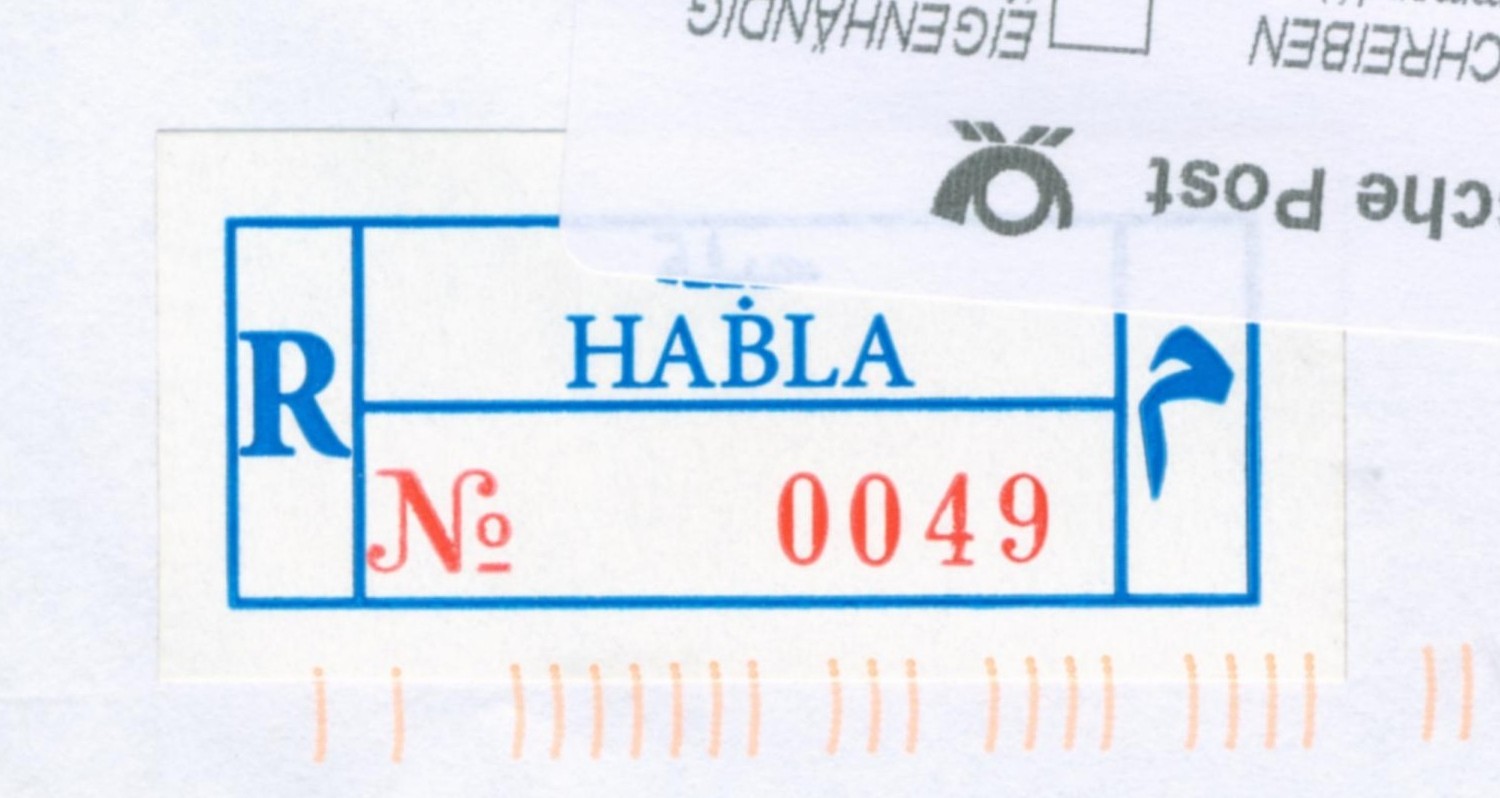 EIGENHÄNDIG
CHREIBEN
che Post
HAḂLA
R
№ 0049
م